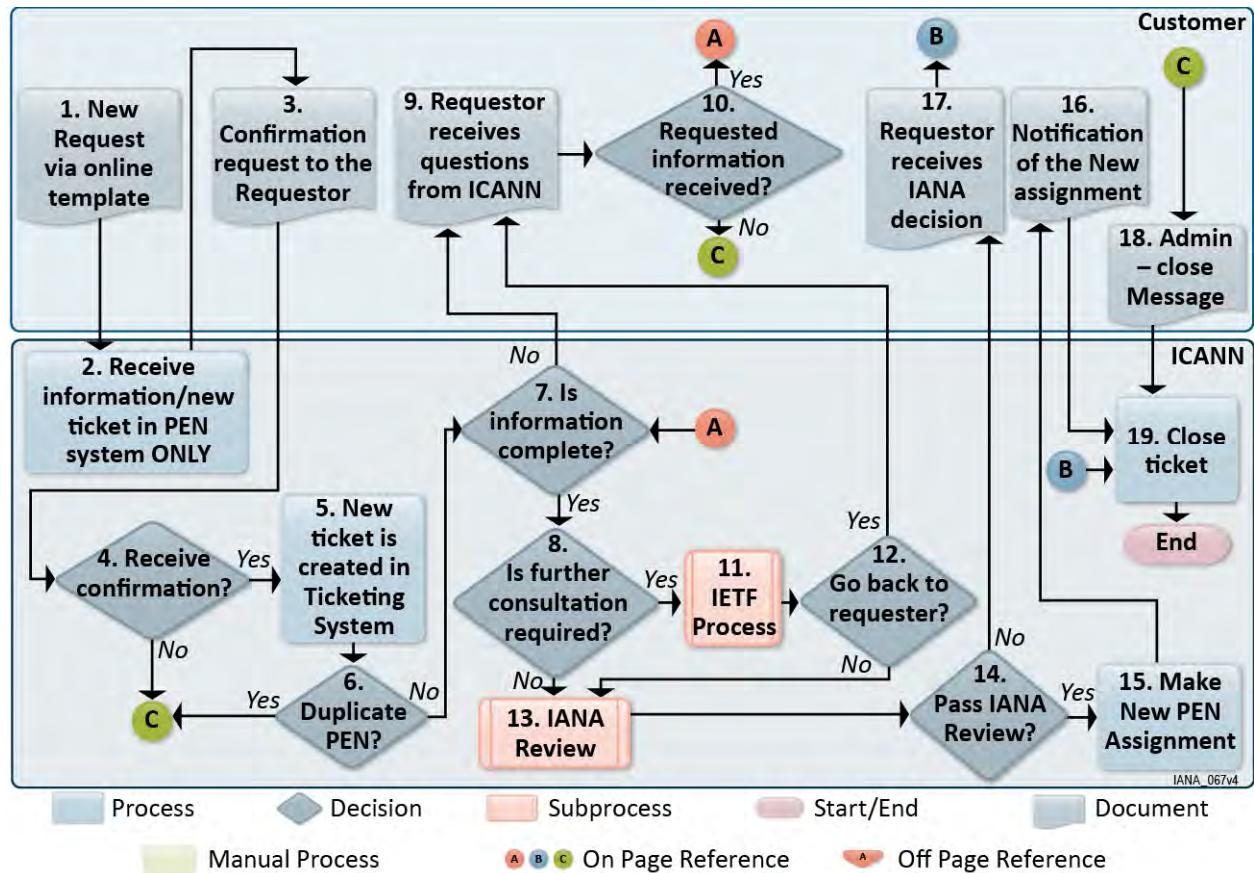 Customer
A
B
C
1. New
Request
via online
template
3.
Confirmation
request to the
Requestor
9. Requestor
receives
questions
from ICANN
Yes
10.
Requested
information
received?
No
C
17.
Requestor
receives
IANA
decision
16.
Notification
of the New
assignment
18. Admin
– close
Message
ICANN
2. Receive
information/new
ticket in PEN
system ONLY
No
7. Is
information
complete?
A
Yes
19. Close
ticket
B
End
4. Receive
confirmation?
Yes
No
5. New
ticket is
created in
Ticketing
System
8.
Is further
consultation
required?
Yes
No
11.
IETF
Process
Yes
12.
Go back to
requester?
No
C
Yes
6.
Duplicate
PEN?
No
13. IANA
Review
No
14.
Pass IANA
Review?
Yes
15. Make
New PEN
Assignment
IANA_067v4
Process
Decision
Subprocess
Start/End
Document
Manual Process
A B C On Page Reference
A Off Page Reference